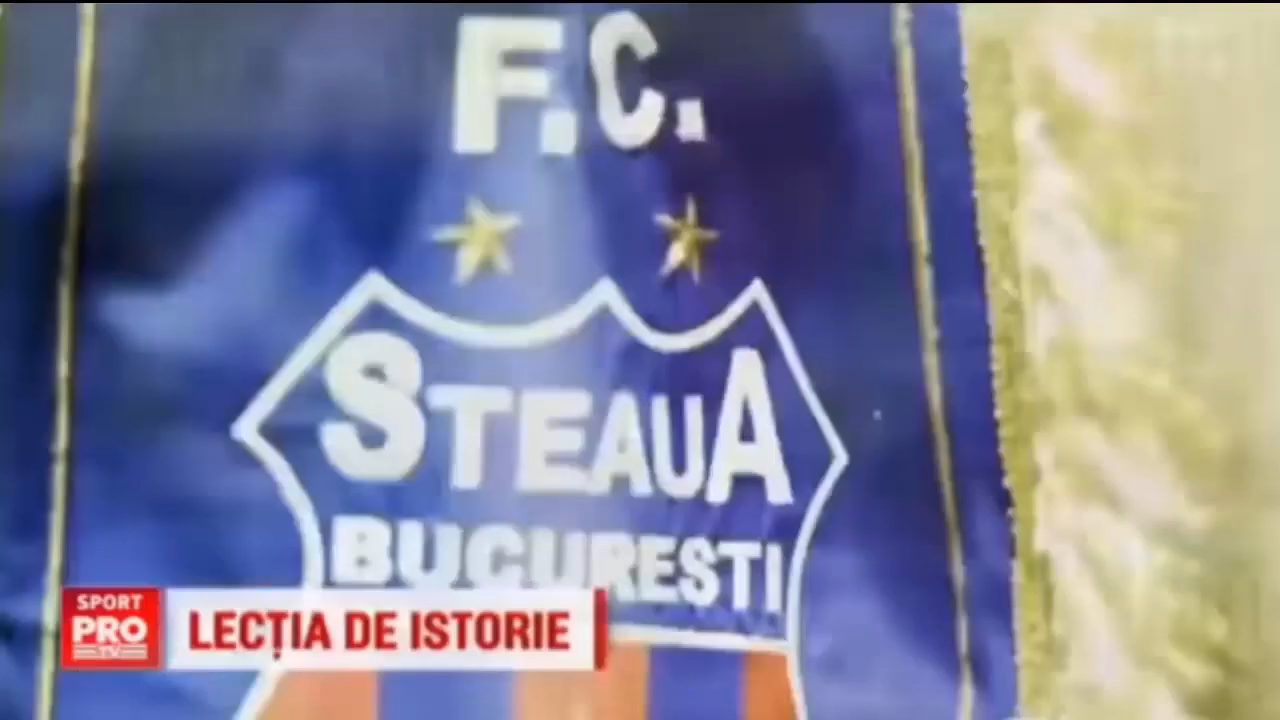 F.C.
STEAUA
BUCURESTI
SPORT
PRO
TV
LECȚIA DE ISTORIE